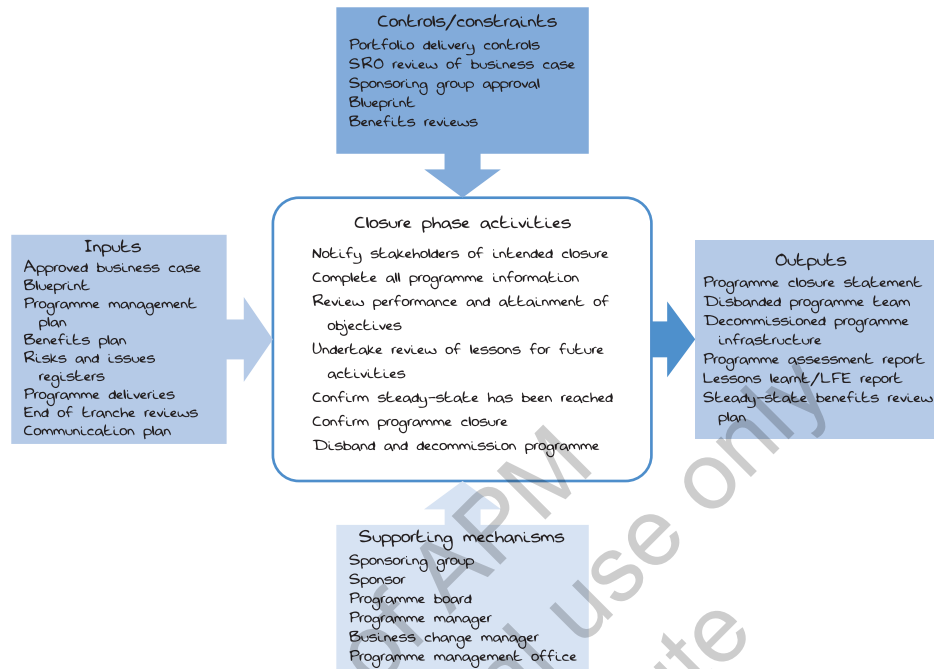 Controls/constraints
Portfolio delivery controls
SRO review of business case
Sponsoring group approval
Blueprint
Benefits reviews
Inputs
Approved business case
Blueprint
Programme management
plan
Benefits plan
Risks and issues
registers
Programme deliveries
End of tranche reviews
Communication plan
Closure phase activities
Notify stakeholders of intended closure
Complete all programme information
Review performance and attainment of
objectives
Undertake review of lessons for future
activities
Confirm steady-state has been reached
Confirm programme closure
Disband and decommission programme
Outputs
Programme closure statement
Disbanded programme team
Decommissioned programme
infrastructure
Programme assessment report
Lessons learnt/LFE report
Steady-state benefits review
plan
Supporting mechanisms
Sponsoring group
Sponsor
Programme board
Programme manager
Business change manager
Programme management office
of APM
use only